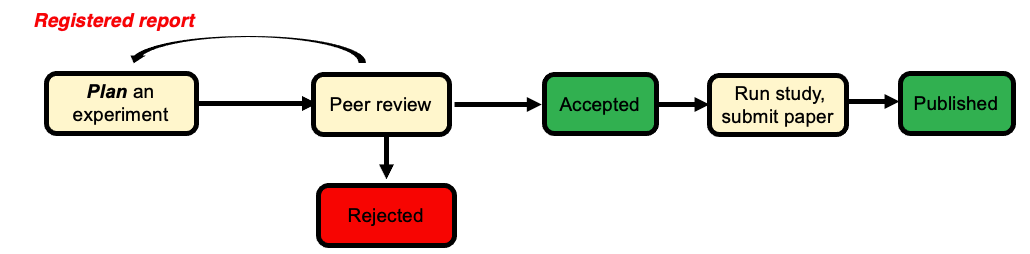 Registered report
Plan an
experiment
Peer review
Accepted
Run study,
submit paper
Published
Rejected